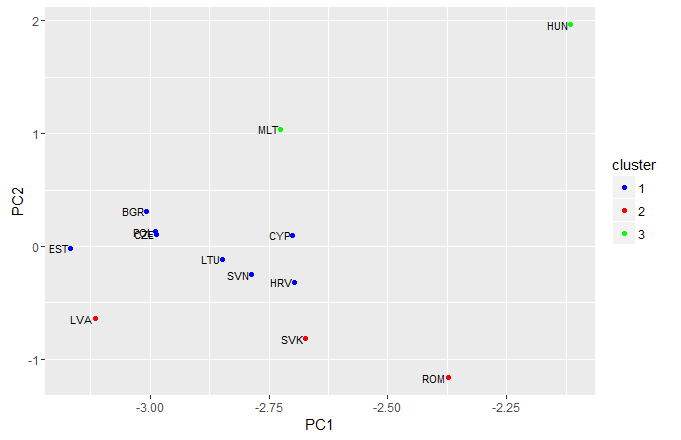 2
HUN
MLT
1
cluster
1
BGR
2
POL
CZE
CYP
3
PC2
0
EST
LTU
SVN
HRV
LVA
SVK
-1
ROM
-3.00
-2.75
-2.50
-2.25
PC1